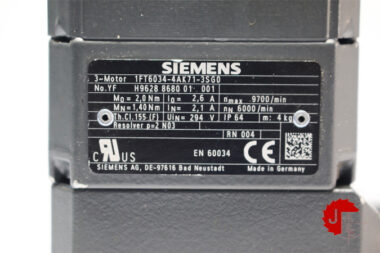 SIEMENS
3~Motor 1FT6034-4AK71-3SG0
No.YF H9628 8680 01 001
M0= 2,0 Nm I0= 2,6 A nmax 9700/min
MN= 1,40 Nm IN= 2,1 A nN 6000/min
Th.Cl.155 (F) UIN= 294 V IP 64 m: 4 kg
Resolver p=2 N03
RN 004
C US
EN 60034 CE
SIEMENS AG, DE-97616 Bad Neustadt Made in Germany